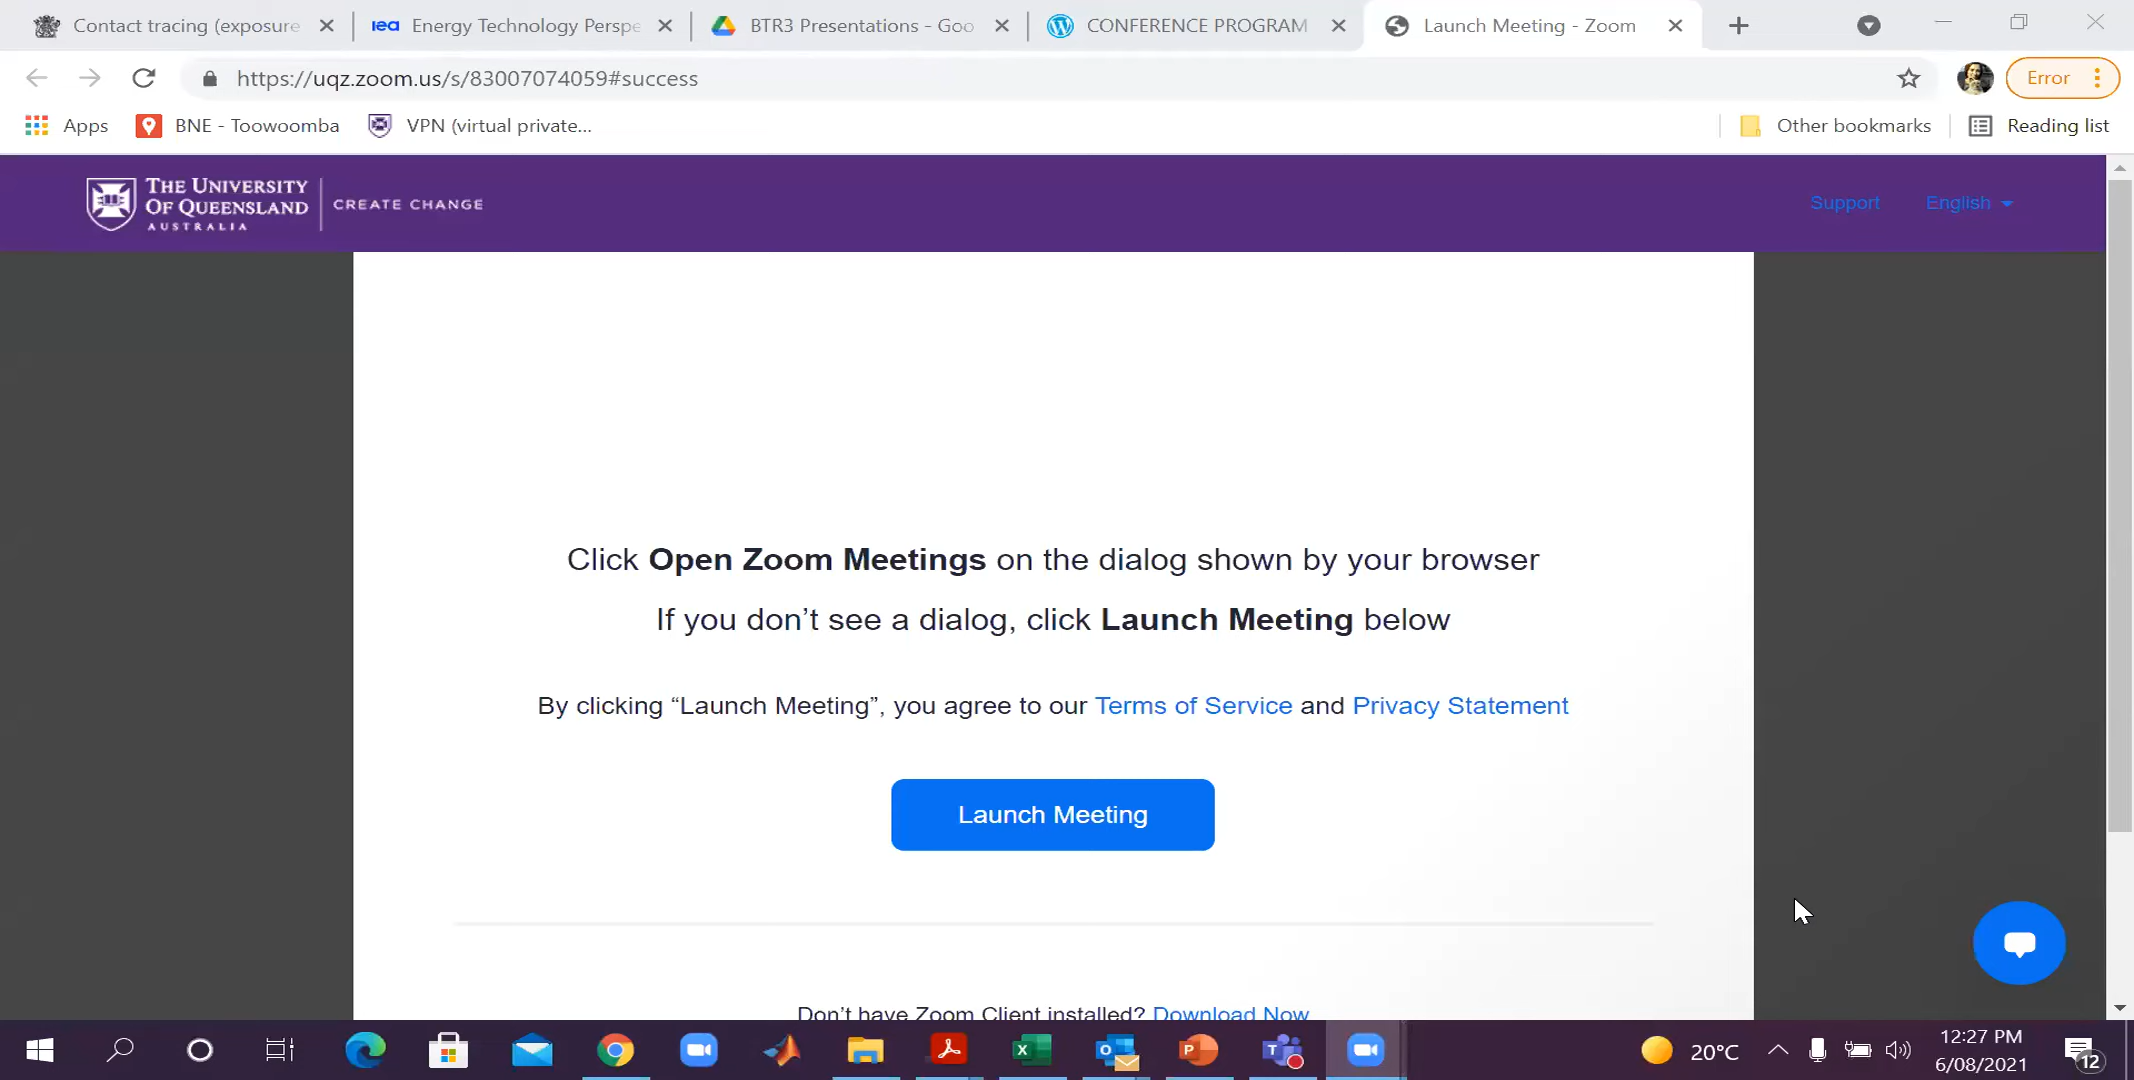 Contact tracing (exposure
iea Energy Technology Perspe
BTR3 Presentations - Goo
CONFERENCE PROGRAM
Launch Meeting - Zoom
https://uqz.zoom.us/s/83007074059#success
Error
Apps
BNE - Toowoomba
VPN (virtual private...
Other bookmarks
Reading list
THE UNIVERSITY
OF QUEENSLAND
AUSTRALIA
CREATE CHANGE
Support
English
Click Open Zoom Meetings on the dialog shown by your browser
If you don’t see a dialog, click Launch Meeting below
By clicking “Launch Meeting”, you agree to our Terms of Service and Privacy Statement
Launch Meeting
Don’t have Zoom Client installed? Download Now
20°C
12:27 PM
6/08/2021
12